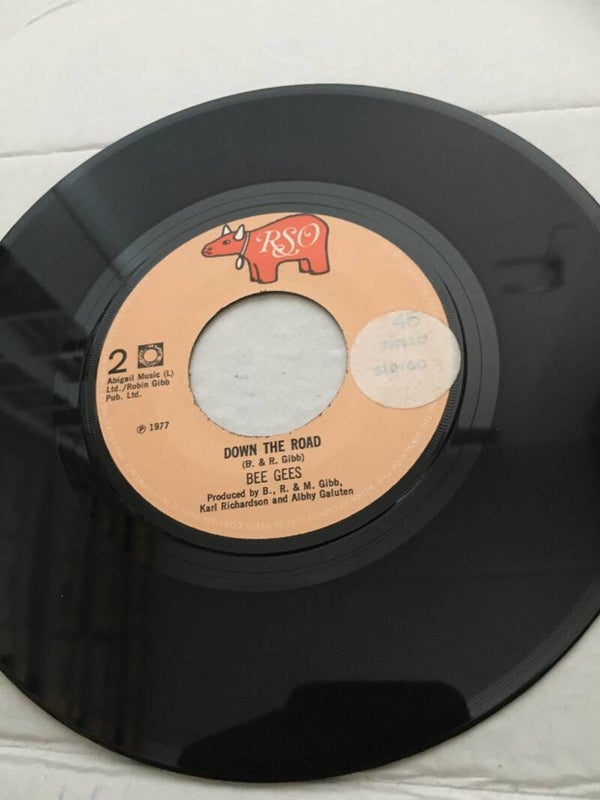 RSO
45
stereo
2
Abigail Music (L)
Ltd./Robin Gibb
Pub. Ltd.
℗ 1977
DOWN THE ROAD
(B. & R. Gibb)
BEE GEES
Produced by B., R. & M. Gibb,
Karl Richardson and Albhy Galuten